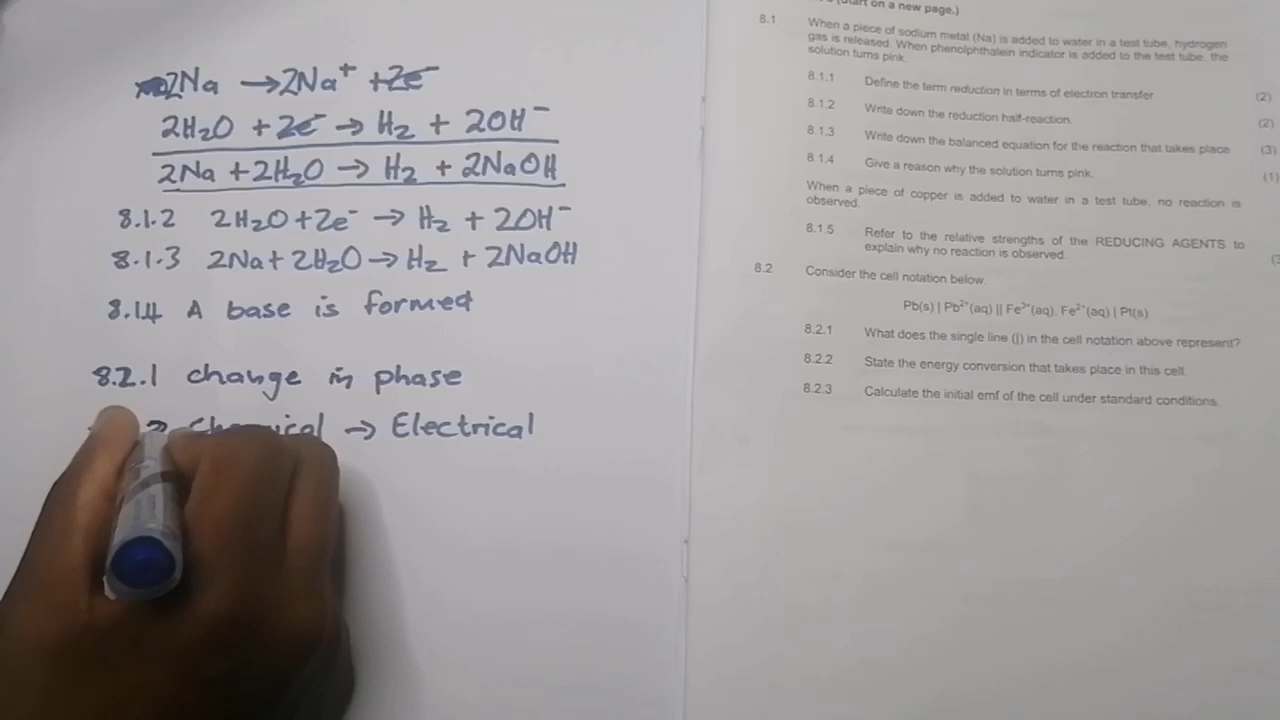 2Na → 2Na⁺ + 2e⁻
2H₂O + 2e⁻ → H₂ + 2OH⁻
2Na + 2H₂O → H₂ + 2NaOH
8.1.2 2H₂O + 2e⁻ → H₂ + 2OH⁻
8.1.3 2Na + 2H₂O → H₂ + 2NaOH
8.1.4 A base is formed
8.2.1 change in phase
Chemical → Electrical
(Start on a new page.)
8.1 When a piece of sodium metal (Na) is added to water in a test tube, hydrogen
gas is released. When phenolphthalein indicator is added to the test tube, the
solution turns pink.
8.1.1 Define the term reduction in terms of electron transfer. (2)
8.1.2 Write down the reduction half-reaction. (2)
8.1.3 Write down the balanced equation for the reaction that takes place (3)
8.1.4 Give a reason why the solution turns pink. (1)
When a piece of copper is added to water in a test tube, no reaction is
observed.
8.1.5 Refer to the relative strengths of the REDUCING AGENTS to
explain why no reaction is observed.
8.2 Consider the cell notation below.
Pb(s) | Pb²⁺(aq) || Fe³⁺(aq), Fe²⁺(aq) | Pt(s)
8.2.1 What does the single line (|) in the cell notation above represent?
8.2.2 State the energy conversion that takes place in this cell.
8.2.3 Calculate the initial emf of the cell under standard conditions.